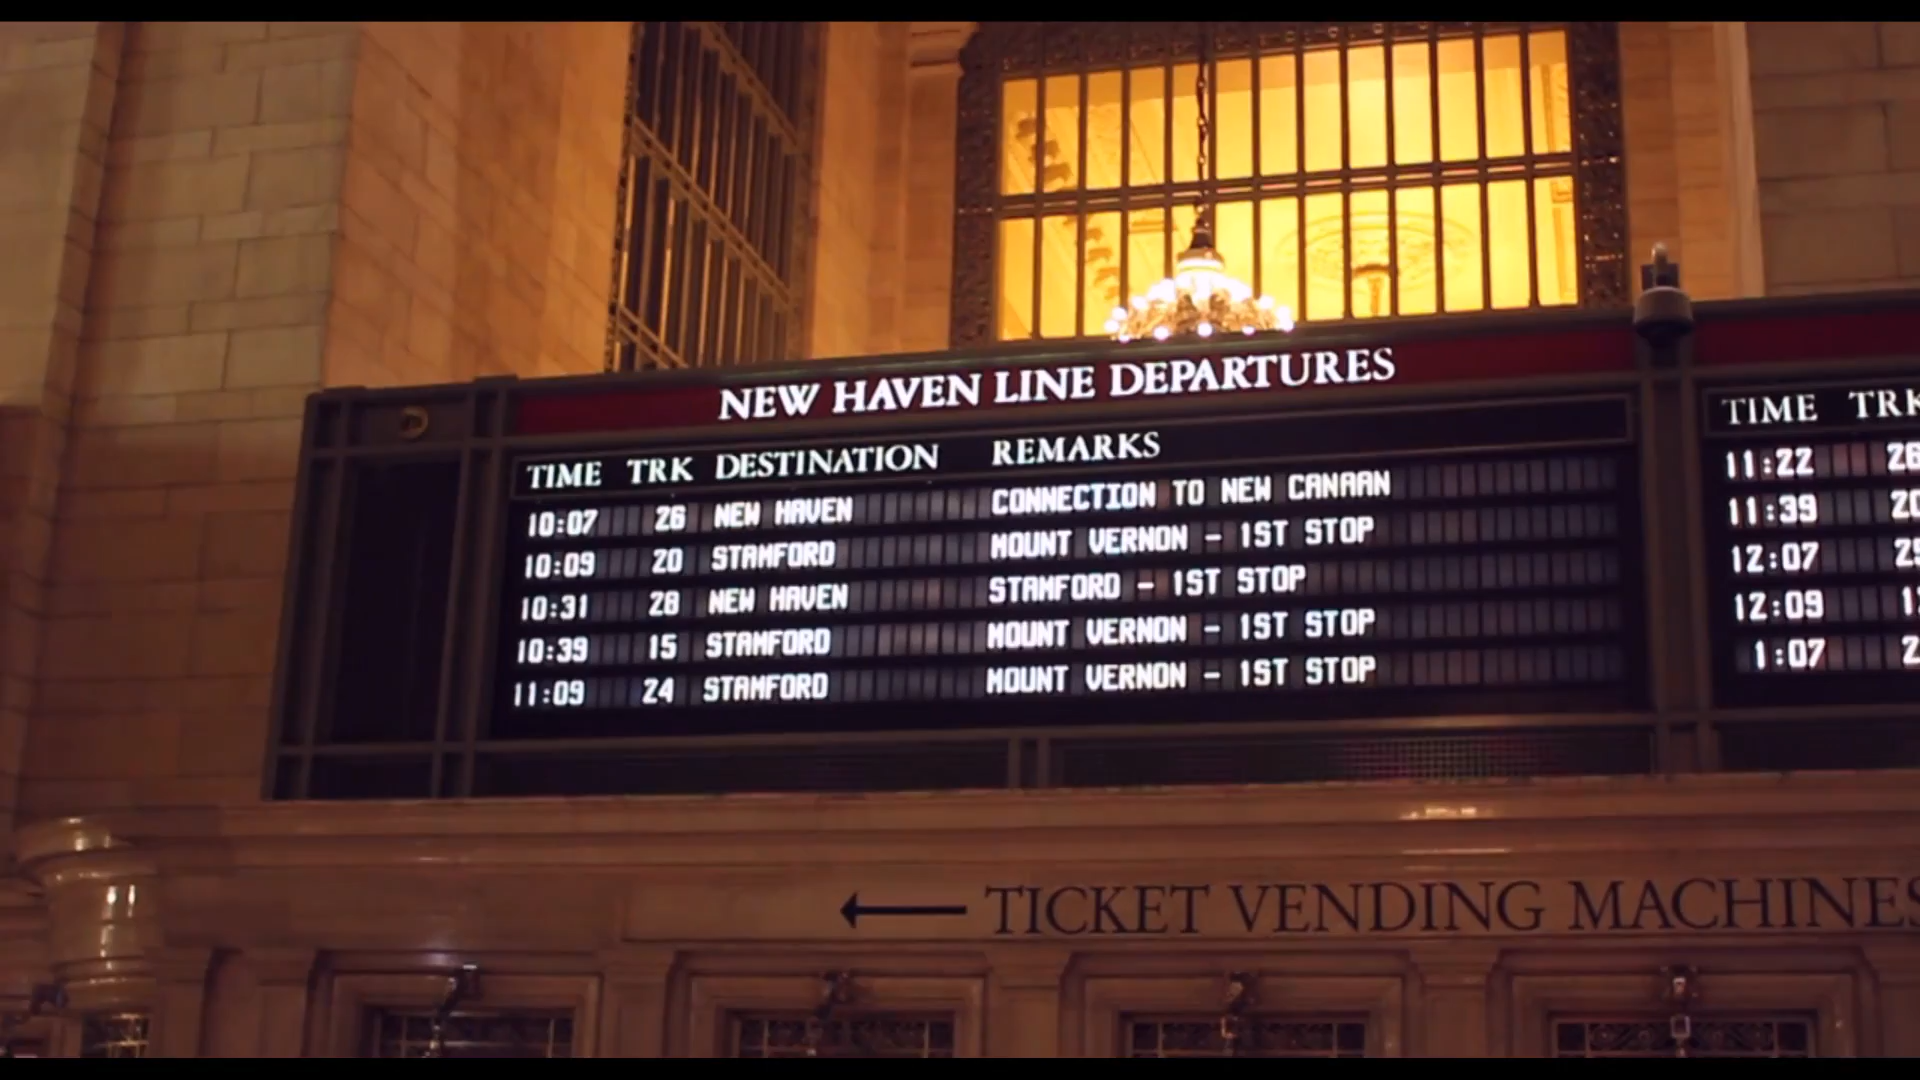 NEW HAVEN LINE DEPARTURES
TIME TRK DESTINATION REMARKS
10:07 26 NEW HAVEN CONNECTION TO NEW CANAAN
10:09 20 STAMFORD MOUNT VERNON - 1ST STOP
10:31 28 NEW HAVEN STAMFORD - 1ST STOP
10:39 15 STAMFORD MOUNT VERNON - 1ST STOP
11:09 24 STAMFORD MOUNT VERNON - 1ST STOP
TIME TRK
11:22 26
11:39 20
12:07
12:09
1:07
← TICKET VENDING MACHINES